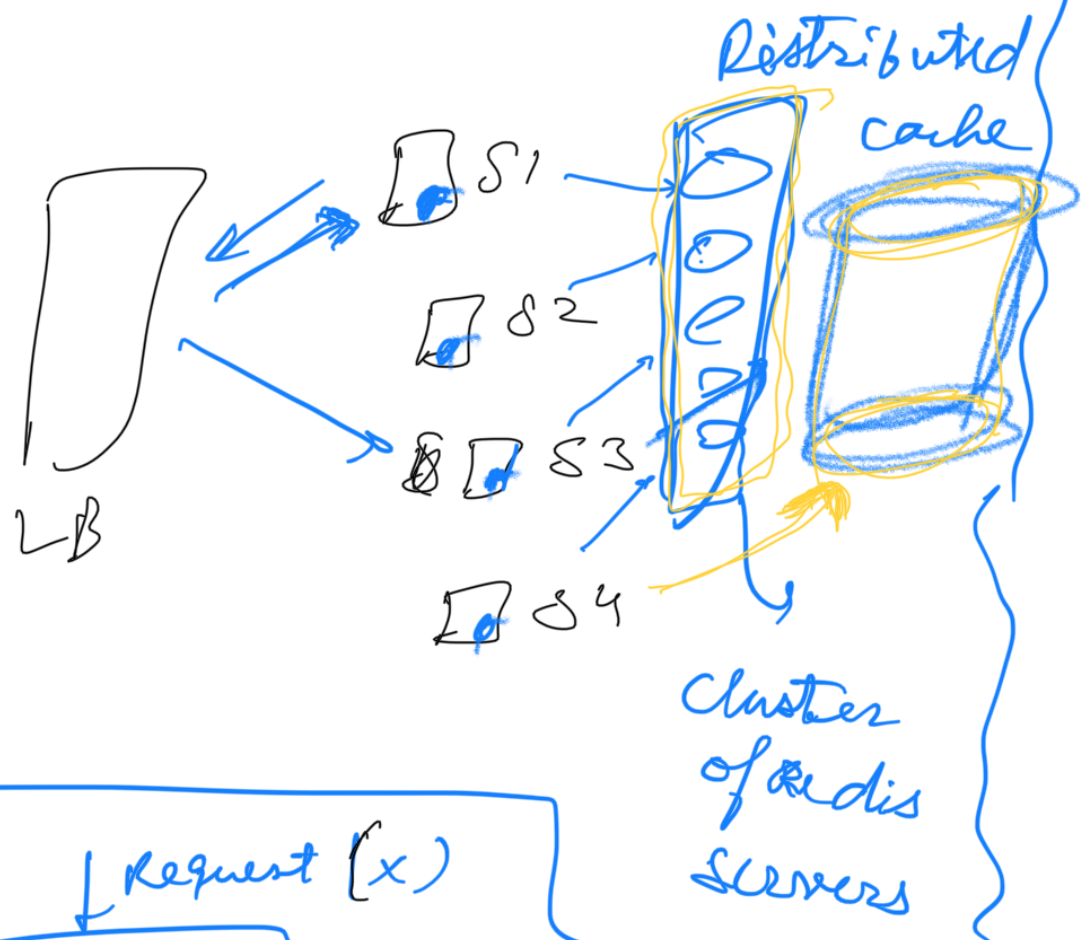 Distributed
cache
S1
S2
S3
S4
LB
Cluster
of Redis
Servers
Request (x)